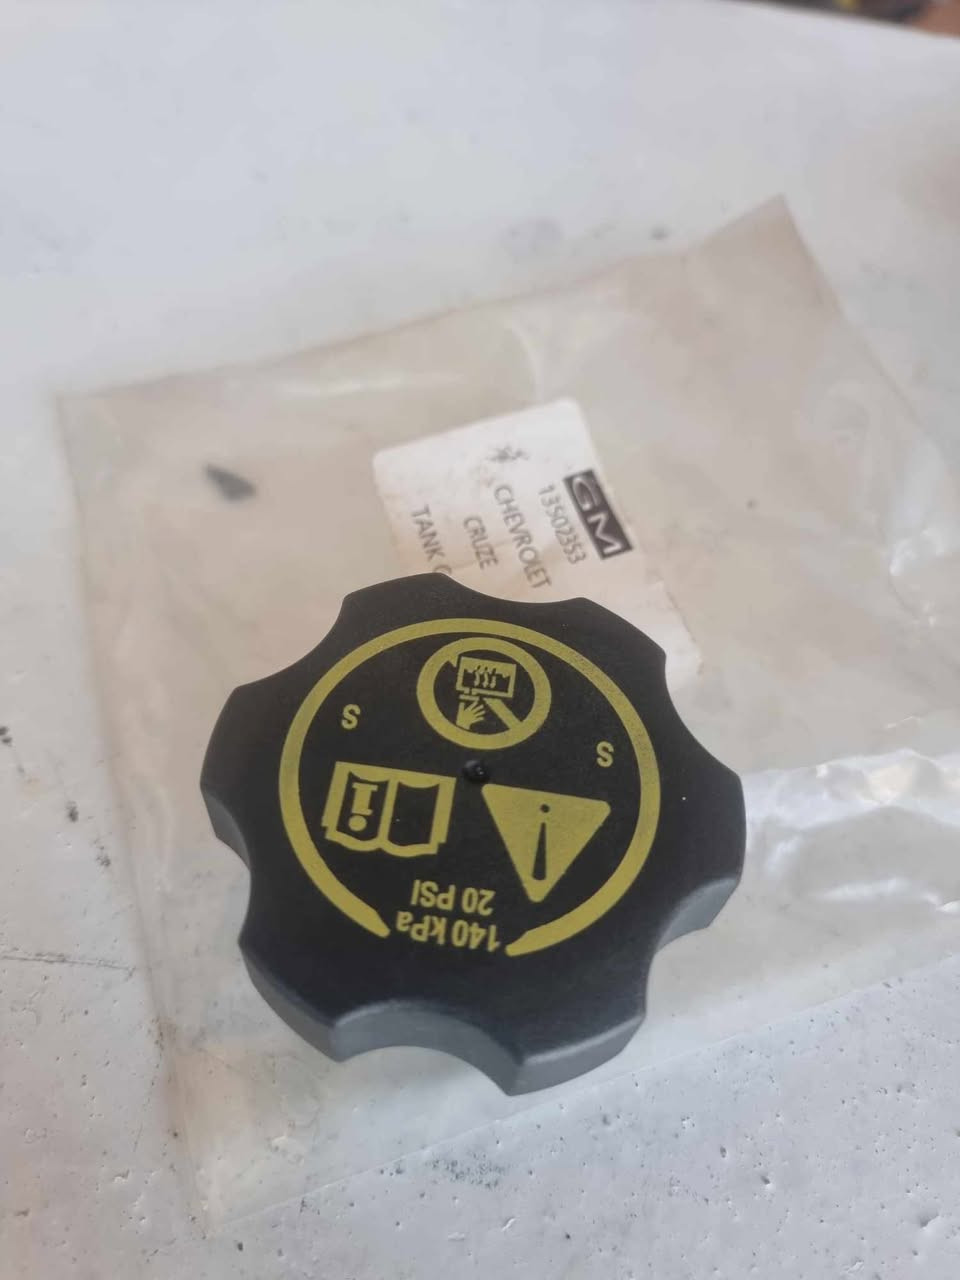 GM
13502353
CHEVROLET
CRUZE
TANK
S
S
i
20 PSI
140 kPa